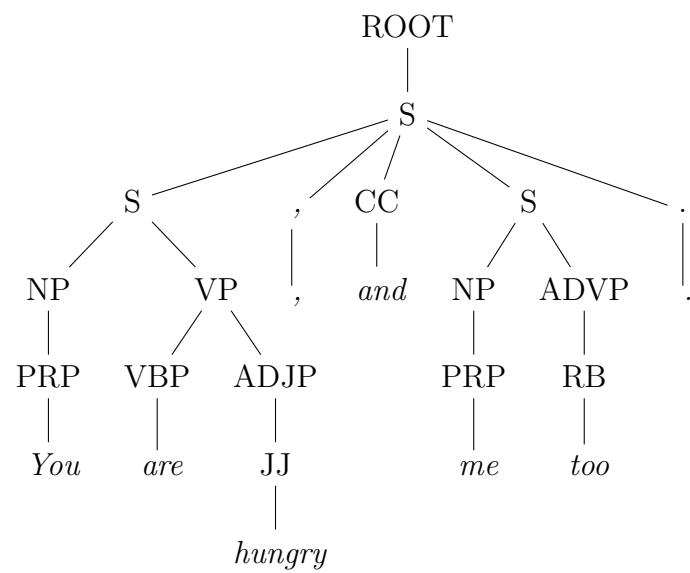 ROOT
S
S , CC S .
NP VP , and NP ADVP .
PRP VBP ADJP PRP RB
You are JJ me too
hungry